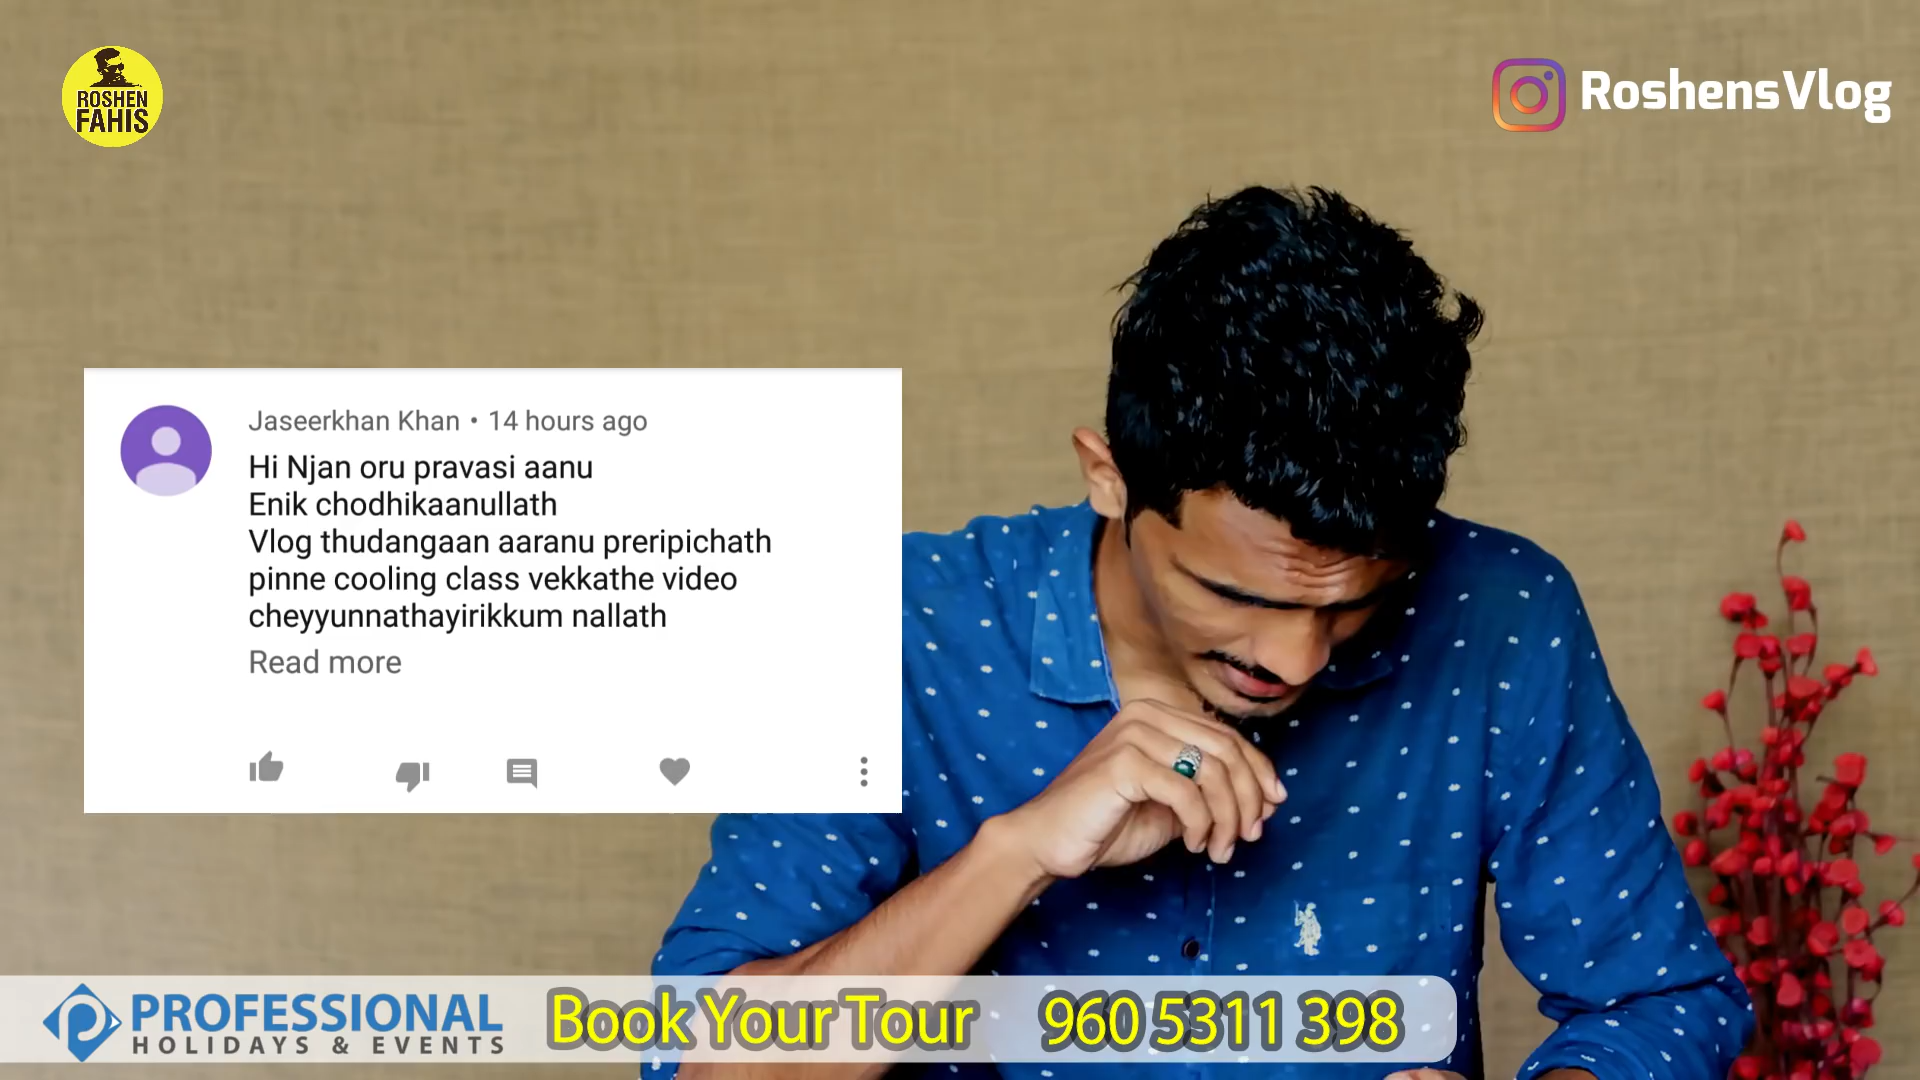 ROSHEN
FAHIS
RoshensVlog
Jaseerkhan Khan • 14 hours ago
Hi Njan oru pravasi aanu
Enik chodhikaanullath
Vlog thudangaan aaranu preripichath
pinne cooling class vekkathe video
cheyyunnathayirikkum nallath
Read more
PROFESSIONAL
HOLIDAYS & EVENTS
Book Your Tour 960 5311 398